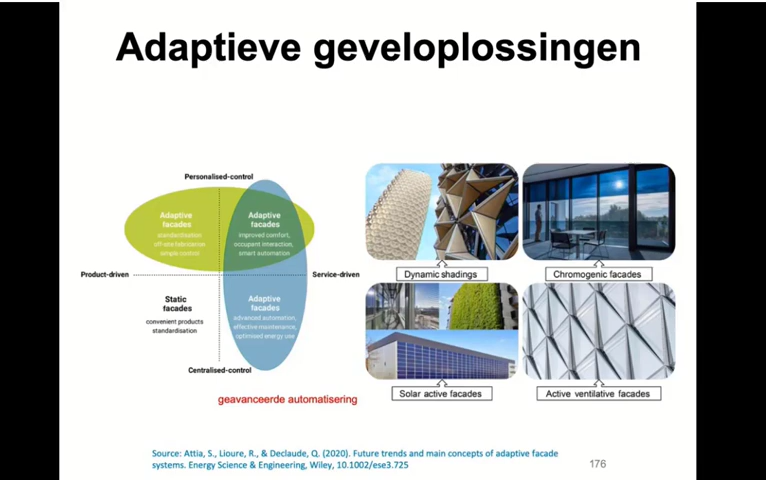 Adaptieve geveloplossingen
Personalised-control
Adaptive
facades
standardisation
off-site fabrication
simple control
Adaptive
facades
improved comfort,
occupant interaction,
smart automation
Product-driven
Service-driven
Static
facades
convenient products
standardisation
Adaptive
facades
advanced automation,
effective maintenance,
optimised energy use
Centralised-control
geavanceerde automatisering
Dynamic shadings
Chromogenic facades
Solar active facades
Active ventilative facades
Source: Attia, S., Lioure, R., & Declaude, Q. (2020). Future trends and main concepts of adaptive facade
systems. Energy Science & Engineering, Wiley, 10.1002/ese3.725
176